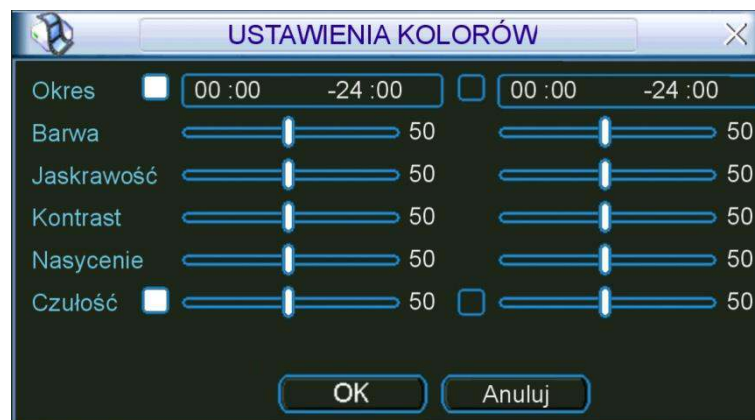 USTAWIENIA KOLORÓW
Okres 00 :00 -24 :00 00 :00 -24 :00
Barwa 50 50
Jaskrawość 50 50
Kontrast 50 50
Nasycenie 50 50
Czułość 50 50
OK Anuluj